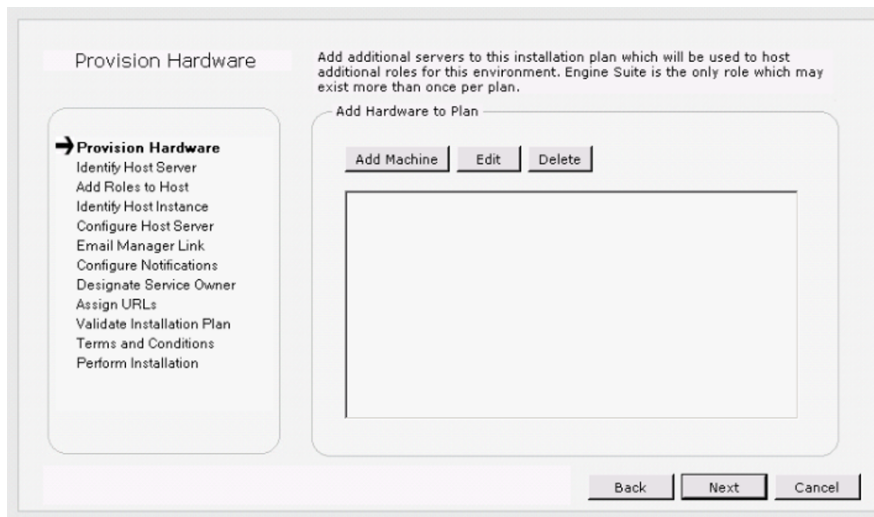 Provision Hardware
Add additional servers to this installation plan which will be used to host
additional roles for this environment. Engine Suite is the only role which may
exist more than once per plan.
Provision Hardware
Identify Host Server
Add Roles to Host
Identify Host Instance
Configure Host Server
Email Manager Link
Configure Notifications
Designate Service Owner
Assign URLs
Validate Installation Plan
Terms and Conditions
Perform Installation
Add Hardware to Plan
Add Machine Edit Delete
Back Next Cancel